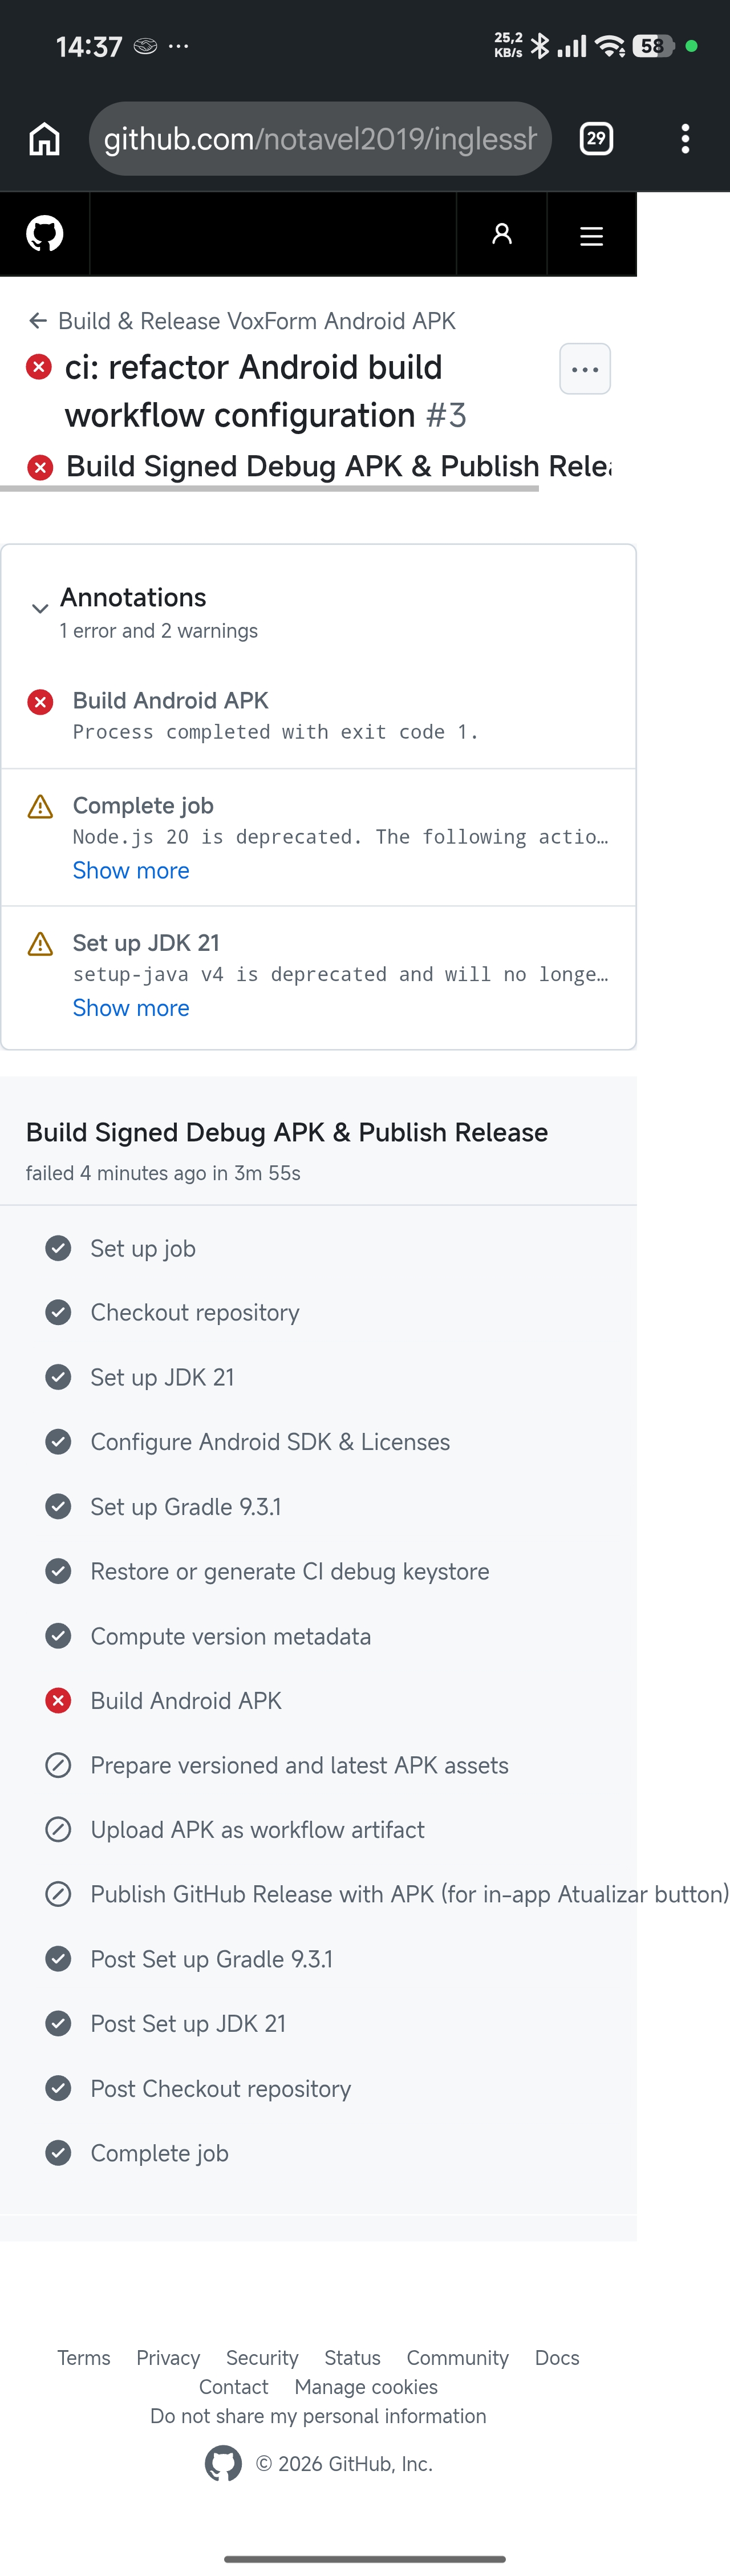 14:37
25,2
KB/s
58
github.com/notavel2019/inglessh
29
Build & Release VoxForm Android APK
ci: refactor Android build
workflow configuration #3
Build Signed Debug APK & Publish Relea
Annotations
1 error and 2 warnings
Build Android APK
Process completed with exit code 1.
Complete job
Node.js 20 is deprecated. The following actio…
Show more
Set up JDK 21
setup-java v4 is deprecated and will no longe…
Show more
Build Signed Debug APK & Publish Release
failed 4 minutes ago in 3m 55s
Set up job
Checkout repository
Set up JDK 21
Configure Android SDK & Licenses
Set up Gradle 9.3.1
Restore or generate CI debug keystore
Compute version metadata
Build Android APK
Prepare versioned and latest APK assets
Upload APK as workflow artifact
Publish GitHub Release with APK (for in-app Atualizar button)
Post Set up Gradle 9.3.1
Post Set up JDK 21
Post Checkout repository
Complete job
Terms Privacy Security Status Community Docs
Contact Manage cookies
Do not share my personal information
© 2026 GitHub, Inc.